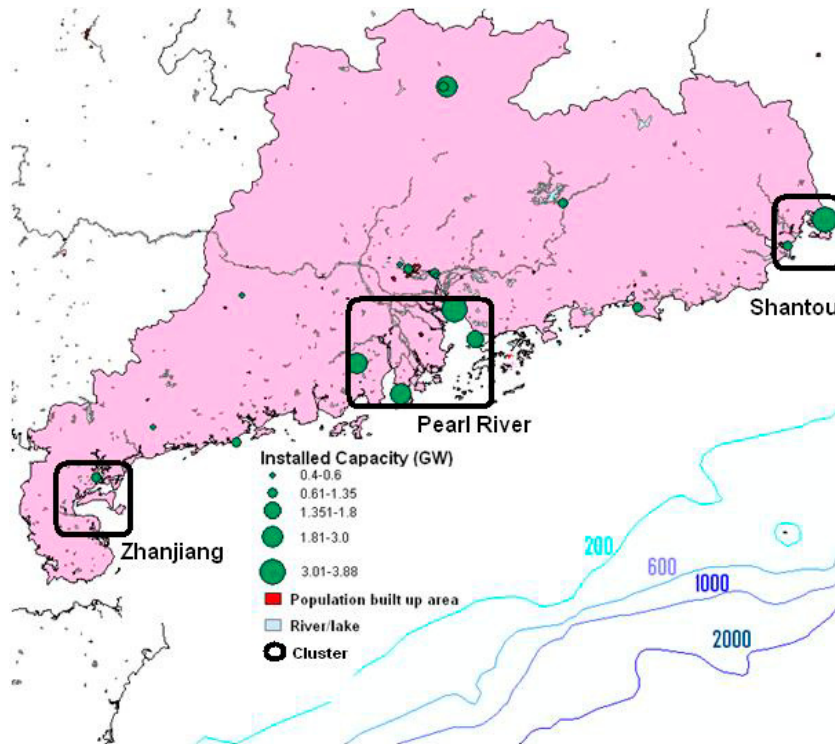 Shantou
Pearl River
Installed Capacity (GW)
0.4-0.6
0.61-1.35
1.351-1.8
1.81-3.0
3.01-3.88
Population built up area
River/lake
Cluster
Zhanjiang
200
600
1000
2000